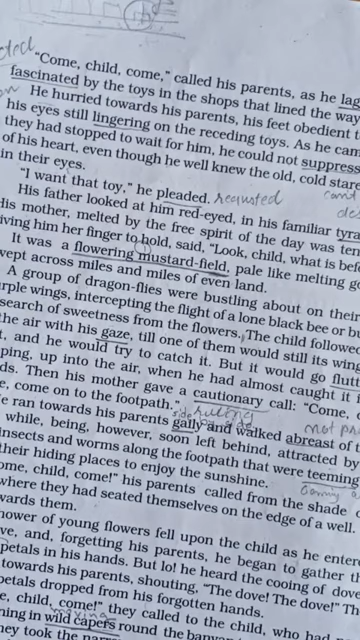 "Come, child, come," called his parents, as he lag
fascinated by the toys in the shops that lined the way
He hurried towards his parents, his feet obedient t
his eyes still lingering on the receding toys. As he cam
they had stopped to wait for him, he could not suppress
of his heart, even though he well knew the old, cold stare
in their eyes.
"I want that toy," he pleaded. requested
His father looked at him red-eyed, in his familiar tyra
His mother, melted by the free spirit of the day was ten
iving him her finger to hold, said, "Look, child, what is bef
It was a flowering mustard-field, pale like melting go
wept across miles and miles of even land.
A group of dragon-flies were bustling about on their
urple wings, intercepting the flight of a lone black bee or bu
search of sweetness from the flowers. The child followed
the air with his gaze, till one of them would still its wing
t, and he would try to catch it. But it would go flutt
ping, up into the air, when he had almost caught it i
ds. Then his mother gave a cautionary call: "Come,
e, come on to the footpath."
e ran towards his parents gally and walked abreast of t
while, being, however, soon left behind, attracted by
insects and worms along the footpath that were teeming
their hiding places to enjoy the sunshine.
ome, child, come!" his parents called from the shade
where they had seated themselves on the edge of a well.
wards them.
hower of young flowers fell upon the child as he entere
ve, and, forgetting his parents, he began to gather t
petals in his hands. But lo! he heard the cooing of dove
towards his parents, shouting, "The dove! The dove!" Th
petals dropped from his forgotten hands.
e, child, come!" they called to the child, who had
ning in wild capers round the banyan